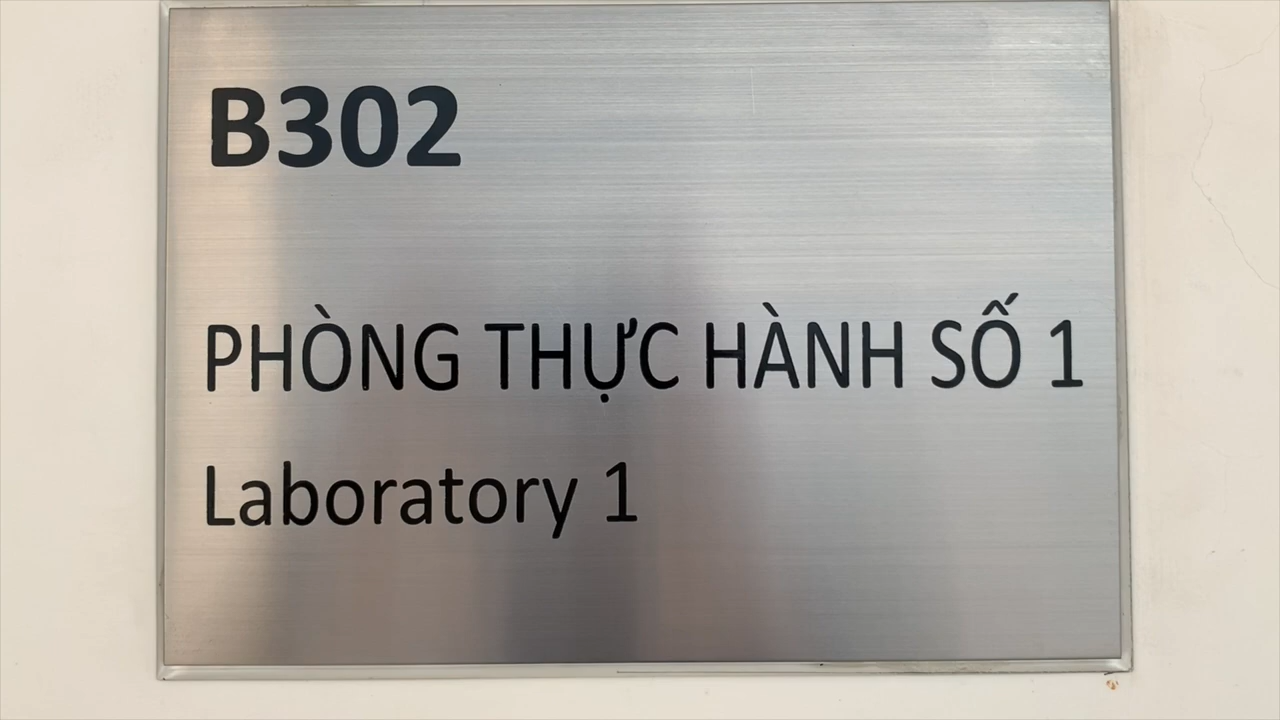 B302
PHÒNG THỰC HÀNH SỐ 1
Laboratory 1